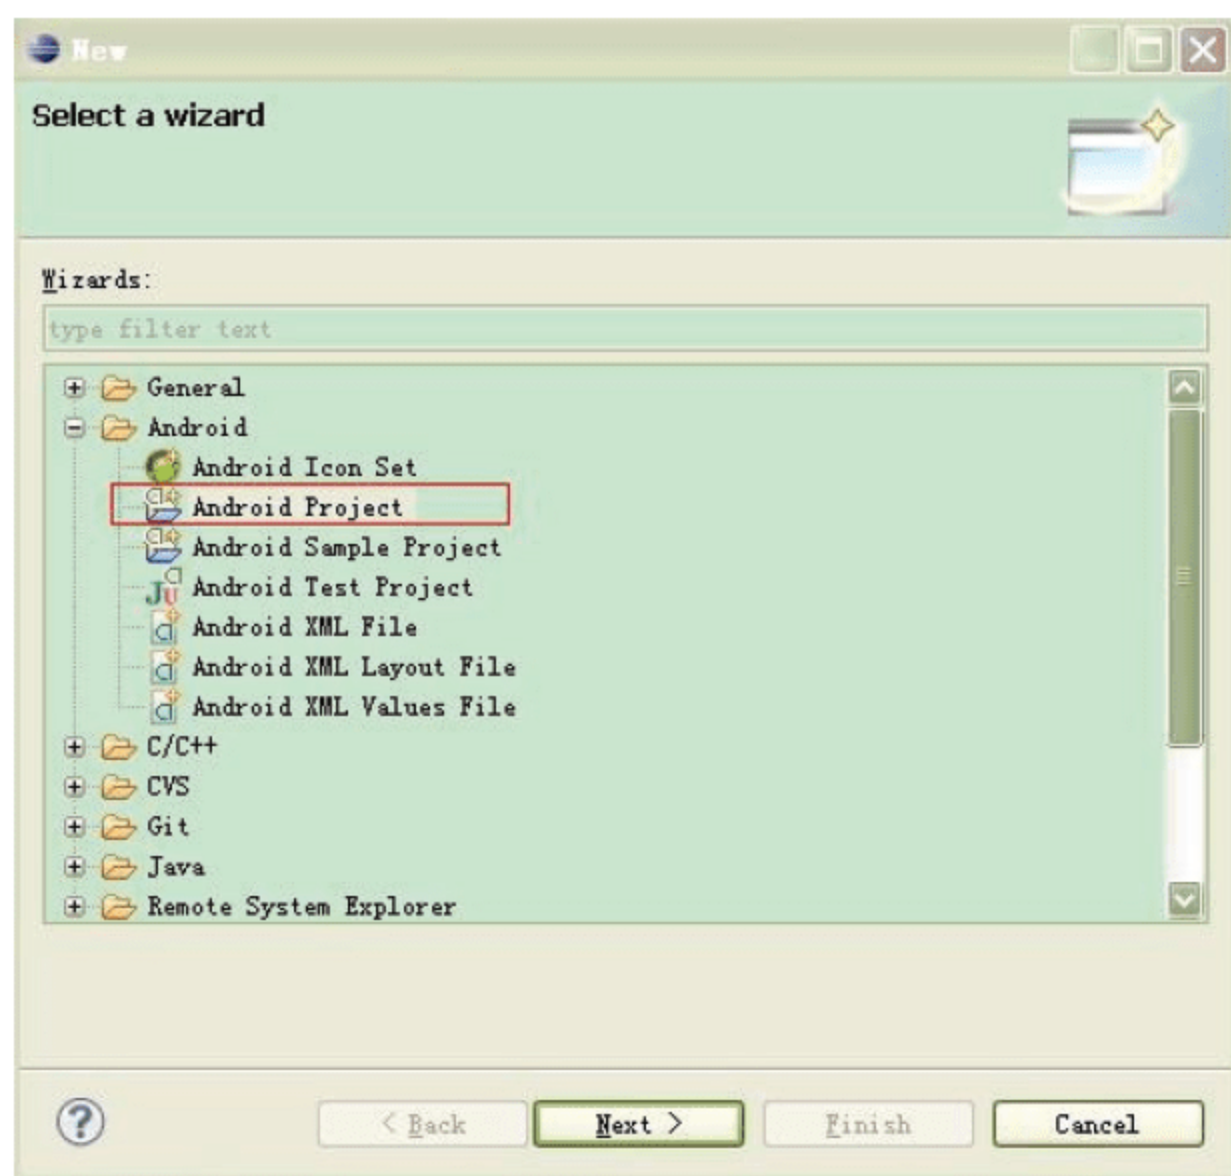 New
Select a wizard
Wizards:
type filter text
General
Android
Android Icon Set
Android Project
Android Sample Project
Android Test Project
Android XML File
Android XML Layout File
Android XML Values File
C/C++
CVS
Git
Java
Remote System Explorer
< Back Next > Finish Cancel